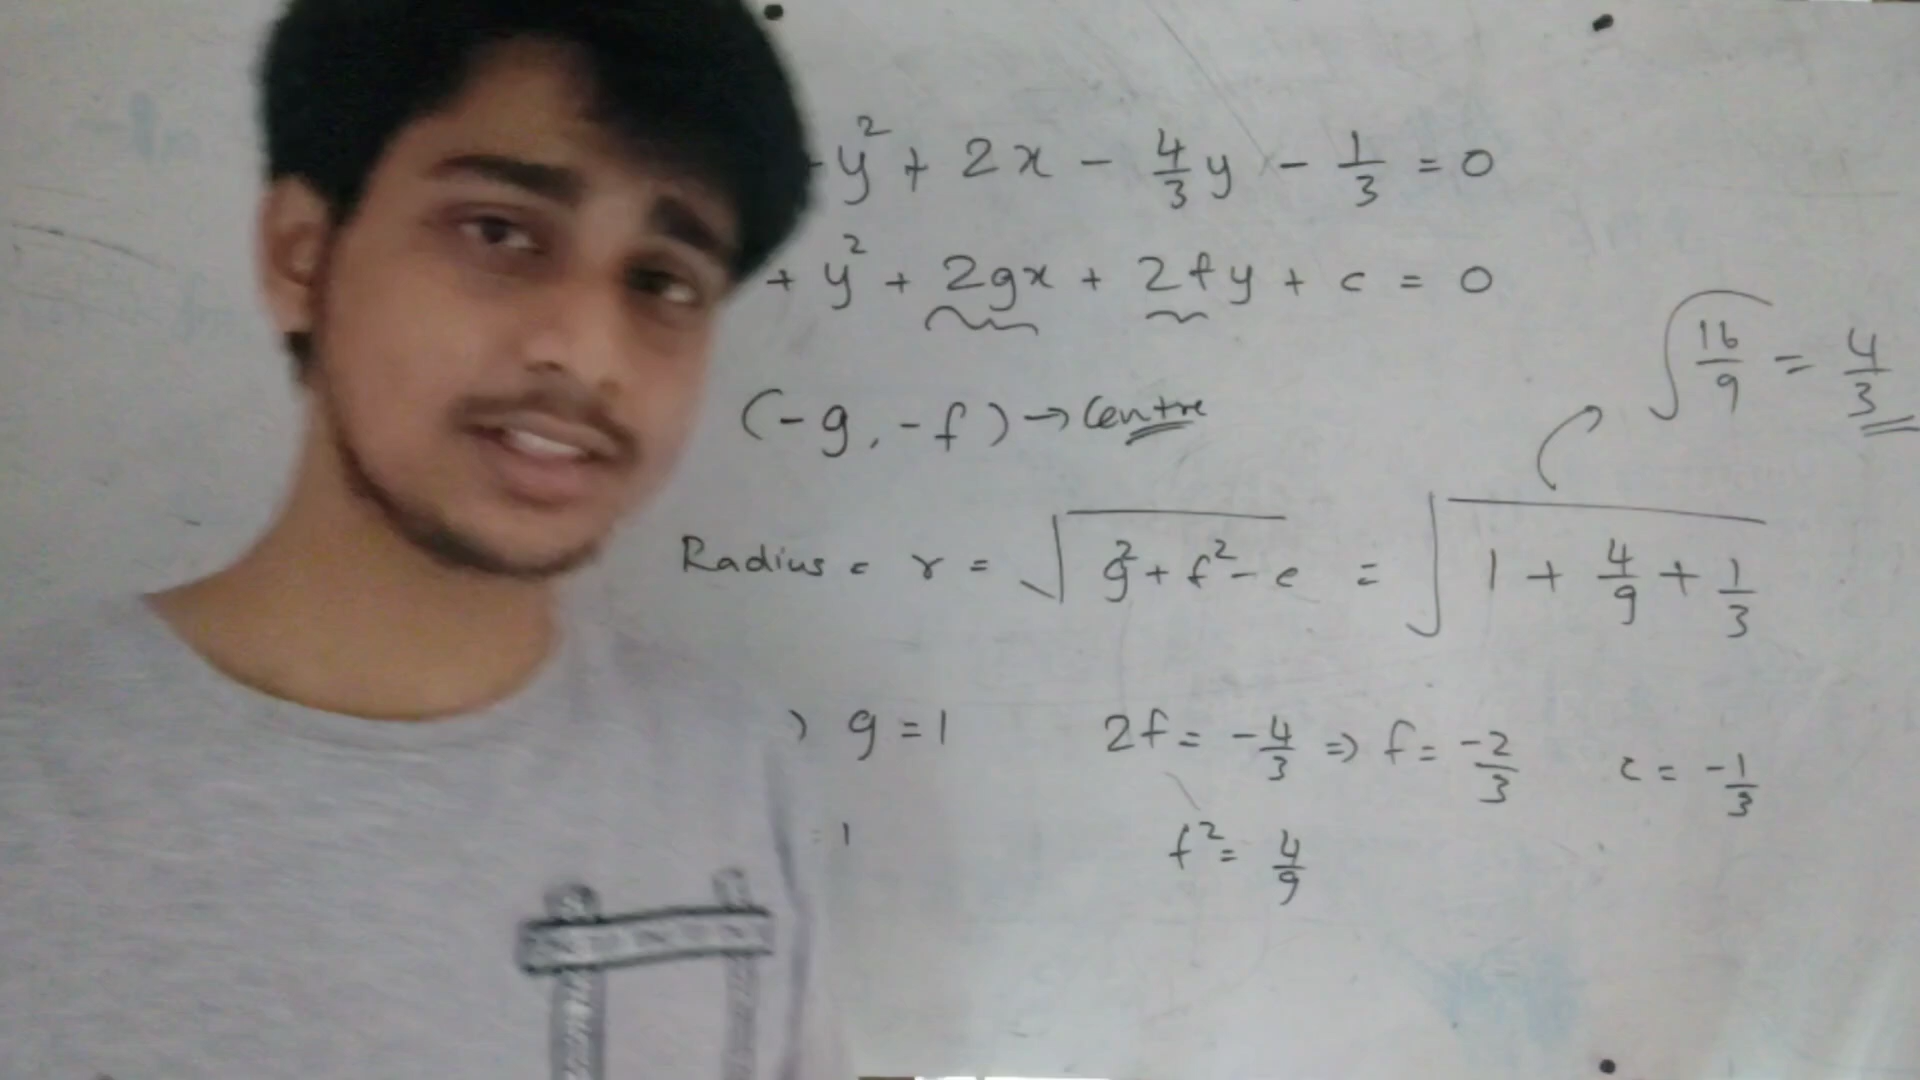 + y² + 2x - 4/3 y - 1/3 = 0
+ y² + 2gx + 2fy + c = 0
(-g, -f) → Centre
√16/9 = 4/3
Radius = r = √g² + f² - c = √1 + 4/9 + 1/3
) g = 1 2f = -4/3 ⇒ f = -2/3 c = -1/3
= 1 f² = 4/9